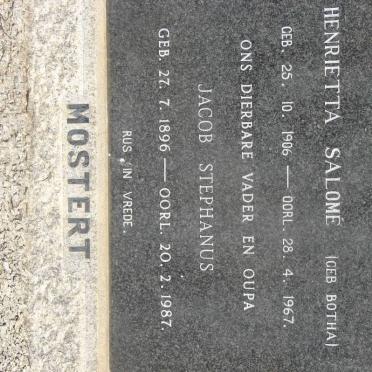 HENRIETTA SALOMÉ (GEB BOTHA)
GEB. 25. 10. 1906 — OORL. 28. 4. 1967.
ONS DIERBARE VADER EN OUPA
JACOB STEPHANUS
GEB. 27. 7. 1896 — OORL. 20. 2. 1987.
RUS IN VREDE.
MOSTERT